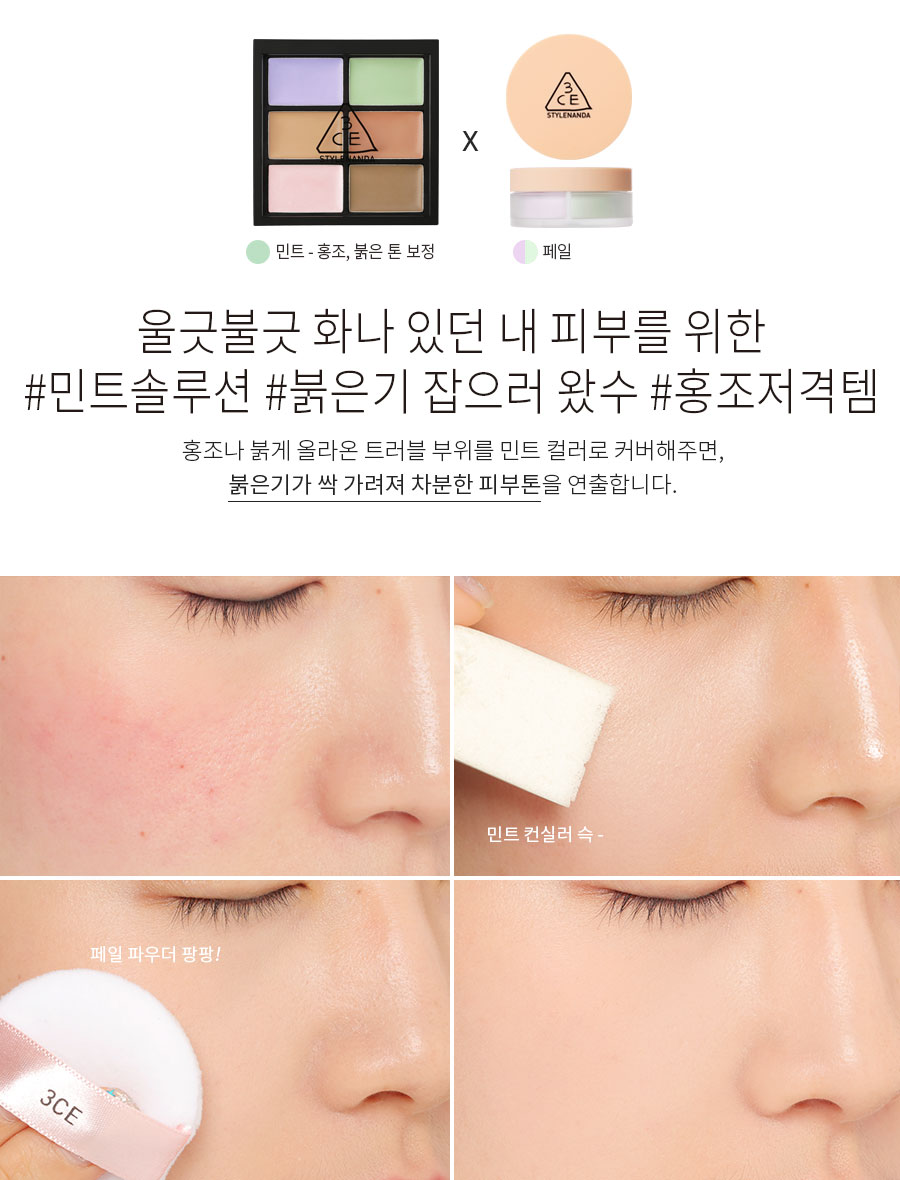 3
CE
STYLENANDA
X
3
CE
STYLENANDA
민트 - 홍조, 붉은 톤 보정
페일
울긋불긋 화나 있던 내 피부를 위한
#민트솔루션 #붉은기 잡으러 왔수 #홍조저격템
홍조나 붉게 올라온 트러블 부위를 민트 컬러로 커버해주면,
붉은기가 싹 가려져 차분한 피부톤을 연출합니다.
민트 컨실러 슥 -
페일 파우더 팡팡!
3CE